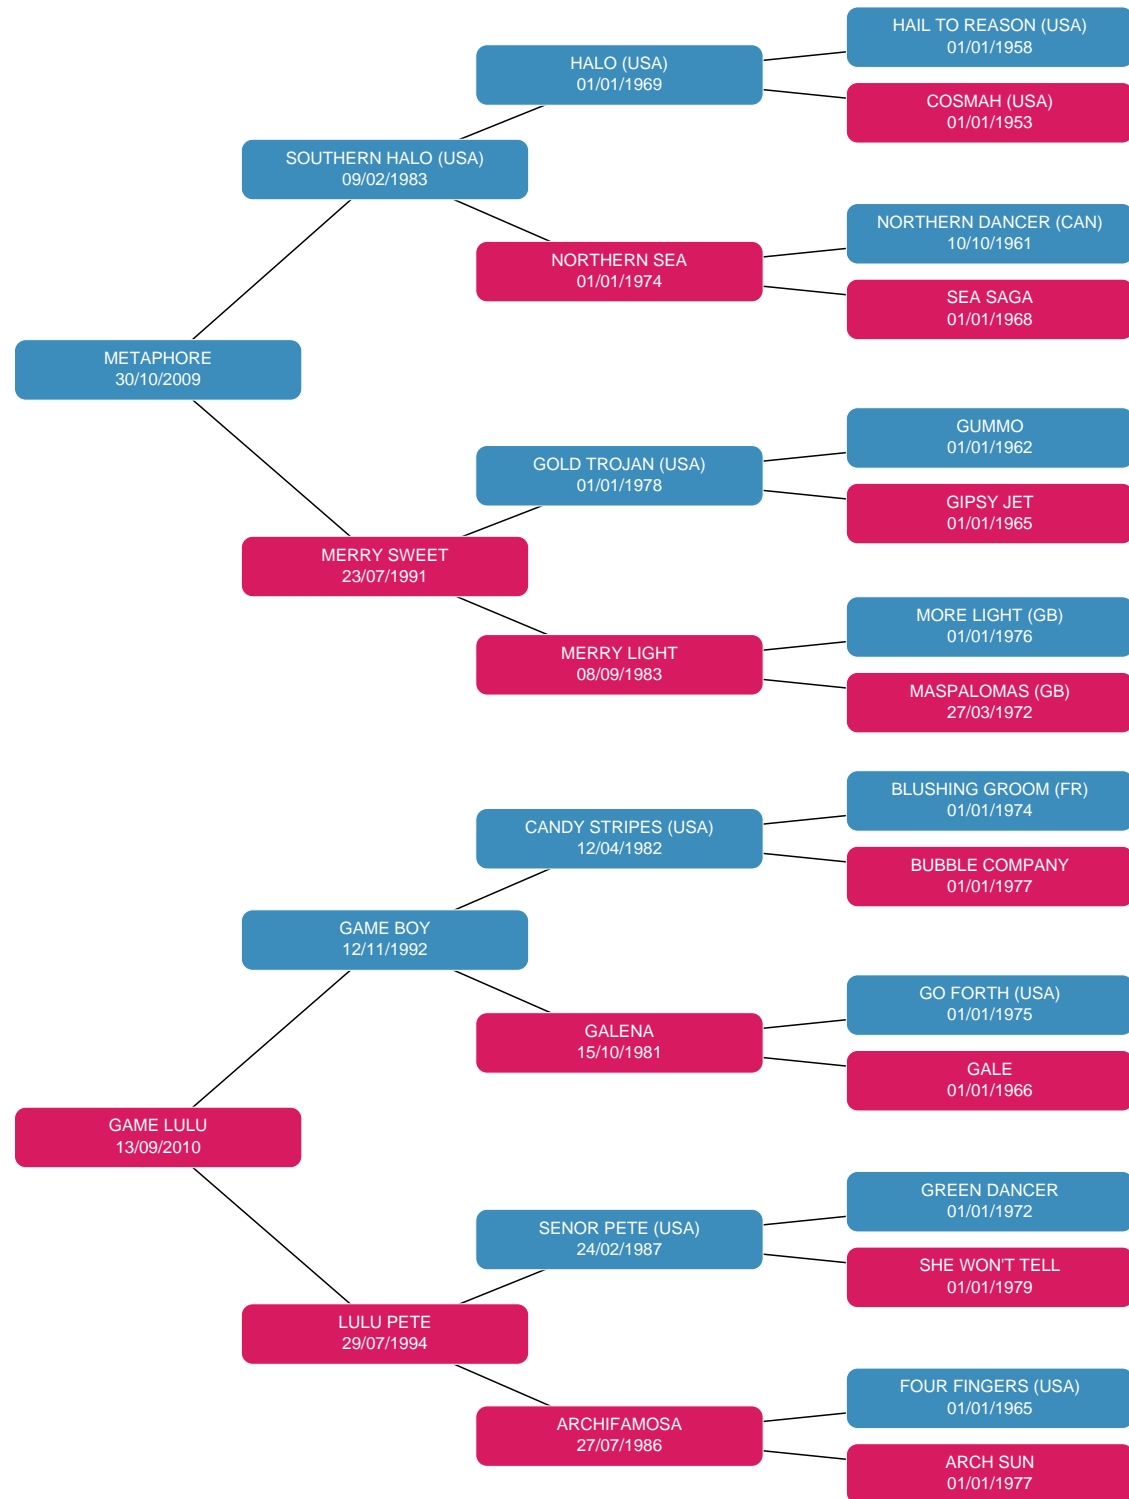 HAIL TO REASON (USA)
01/01/1958
HALO (USA)
01/01/1969
COSMAH (USA)
01/01/1953
SOUTHERN HALO (USA)
09/02/1983
NORTHERN DANCER (CAN)
10/10/1961
NORTHERN SEA
01/01/1974
SEA SAGA
01/01/1968
METAPHORE
30/10/2009
GUMMO
01/01/1962
GOLD TROJAN (USA)
01/01/1978
GIPSY JET
01/01/1965
MERRY SWEET
23/07/1991
MORE LIGHT (GB)
01/01/1976
MERRY LIGHT
08/09/1983
MASPALOMAS (GB)
27/03/1972
BLUSHING GROOM (FR)
01/01/1974
CANDY STRIPES (USA)
12/04/1982
BUBBLE COMPANY
01/01/1977
GAME BOY
12/11/1992
GO FORTH (USA)
01/01/1975
GALENA
15/10/1981
GALE
01/01/1966
GAME LULU
13/09/2010
GREEN DANCER
01/01/1972
SENOR PETE (USA)
24/02/1987
SHE WON'T TELL
01/01/1979
LULU PETE
29/07/1994
FOUR FINGERS (USA)
01/01/1965
ARCHIFAMOSA
27/07/1986
ARCH SUN
01/01/1977